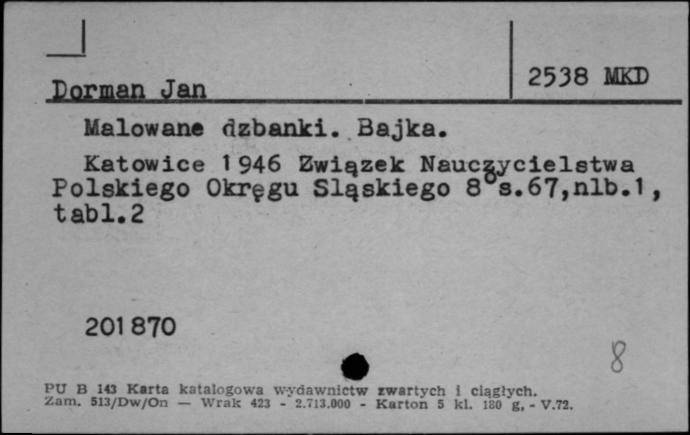 2538 MKD
Dorman Jan
Malowane dzbanki. Bajka.
Katowice 1946 Związek Nauczycielstwa
Polskiego Okręgu Sląskiego 8° s.67,nlb.1,
tabl.2
201870
8
PU B 143 Karta katalogowa wydawnictw zwartych i ciągłych.
Zam. 513/Dw/On — Wrak 423 - 2.713.000 - Karton 5 kl. 180 g, - V.72.